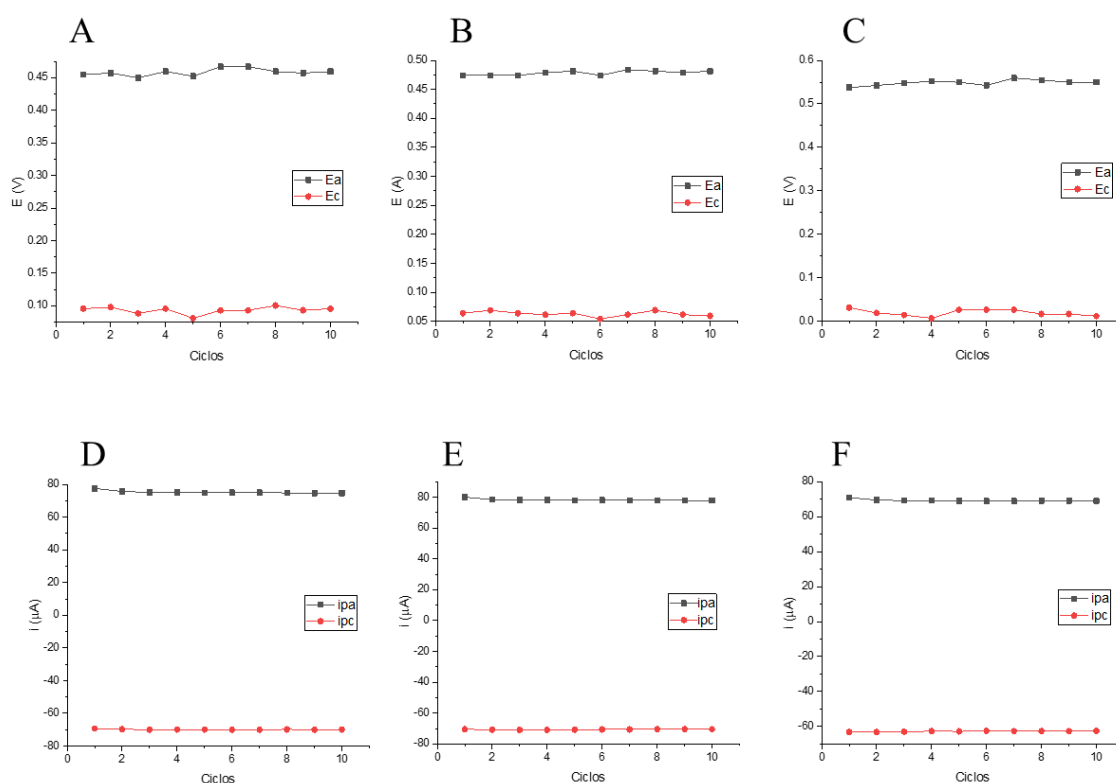 A
E (V)
0.45
0.40
0.35
0.30
0.25
0.20
0.15
0.10
0
2
4
6
8
10
Ciclos
Ea
Ec
B
E (A)
0.50
0.45
0.40
0.35
0.30
0.25
0.20
0.15
0.10
0.05
0
2
4
6
8
10
Ciclos
Ea
Ec
C
E (V)
0.6
0.5
0.4
0.3
0.2
0.1
0.0
0
2
4
6
8
10
Ciclos
Ea
Ec
D
i (µA)
80
60
40
20
0
-20
-40
-60
-80
0
2
4
6
8
10
Ciclos
ipa
ipc
E
i (µA)
80
60
40
20
0
-20
-40
-60
-80
0
2
4
6
8
10
Ciclos
ipa
ipc
F
i (µA)
80
60
40
20
0
-20
-40
-60
0
2
4
6
8
10
Ciclos
ipa
ipc